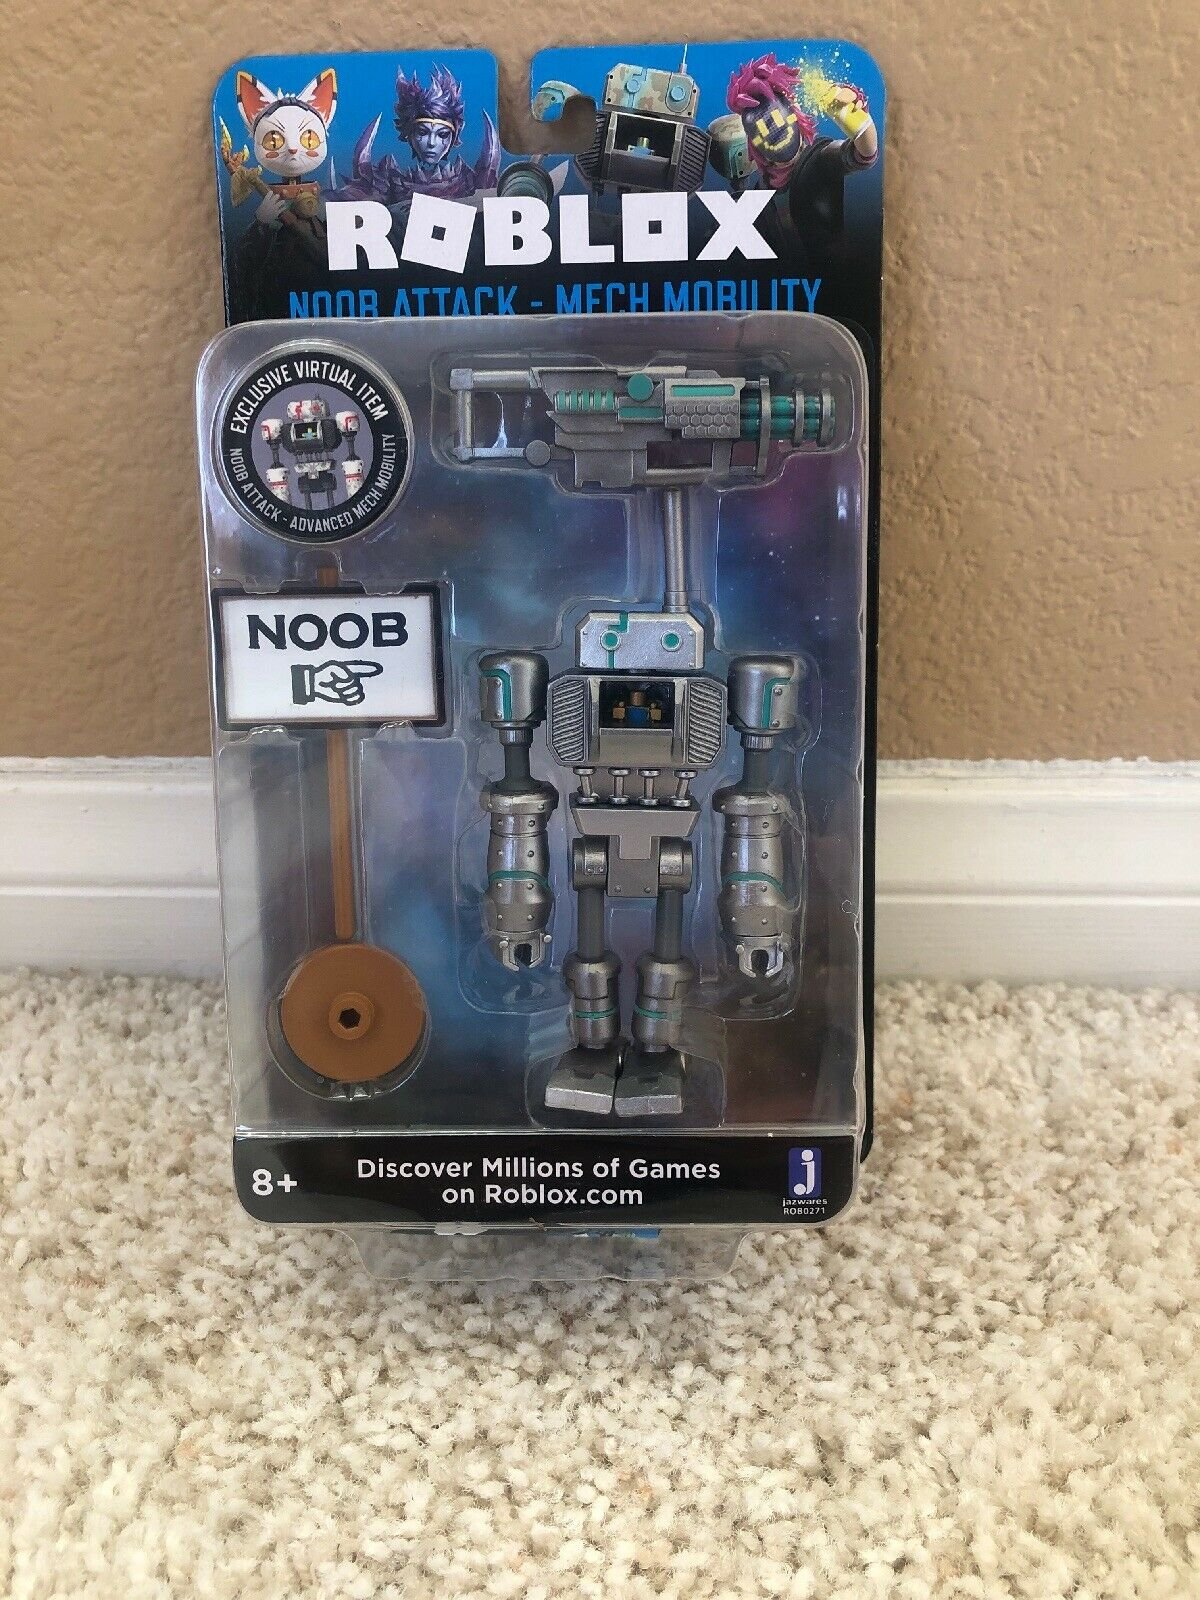 ROBLOX
NOOB ATTACK - MECH MOBILITY
EXCLUSIVE VIRTUAL ITEM
NOOB ATTACK - ADVANCED MECH MOBILITY
NOOB
8+
Discover Millions of Games
on Roblox.com
j
jazwares
ROB0271